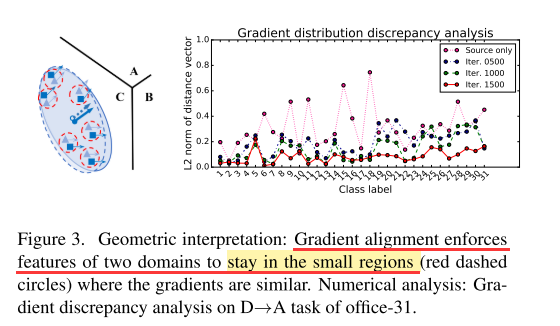 Gradient distribution discrepancy analysis
A
C
B
L2 norm of distance vector
1.0
0.8
0.6
0.4
0.2
0.0
Source only
Iter. 0500
Iter. 1000
Iter. 1500
1 2 3 4 5 6 7 8 9 10 11 12 13 14 15 16 17 18 19 20 21 22 23 24 25 26 27 28 29 30 31
Class label
Figure 3. Geometric interpretation: Gradient alignment enforces
features of two domains to stay in the small regions (red dashed
circles) where the gradients are similar. Numerical analysis: Gra-
dient discrepancy analysis on D→A task of office-31.